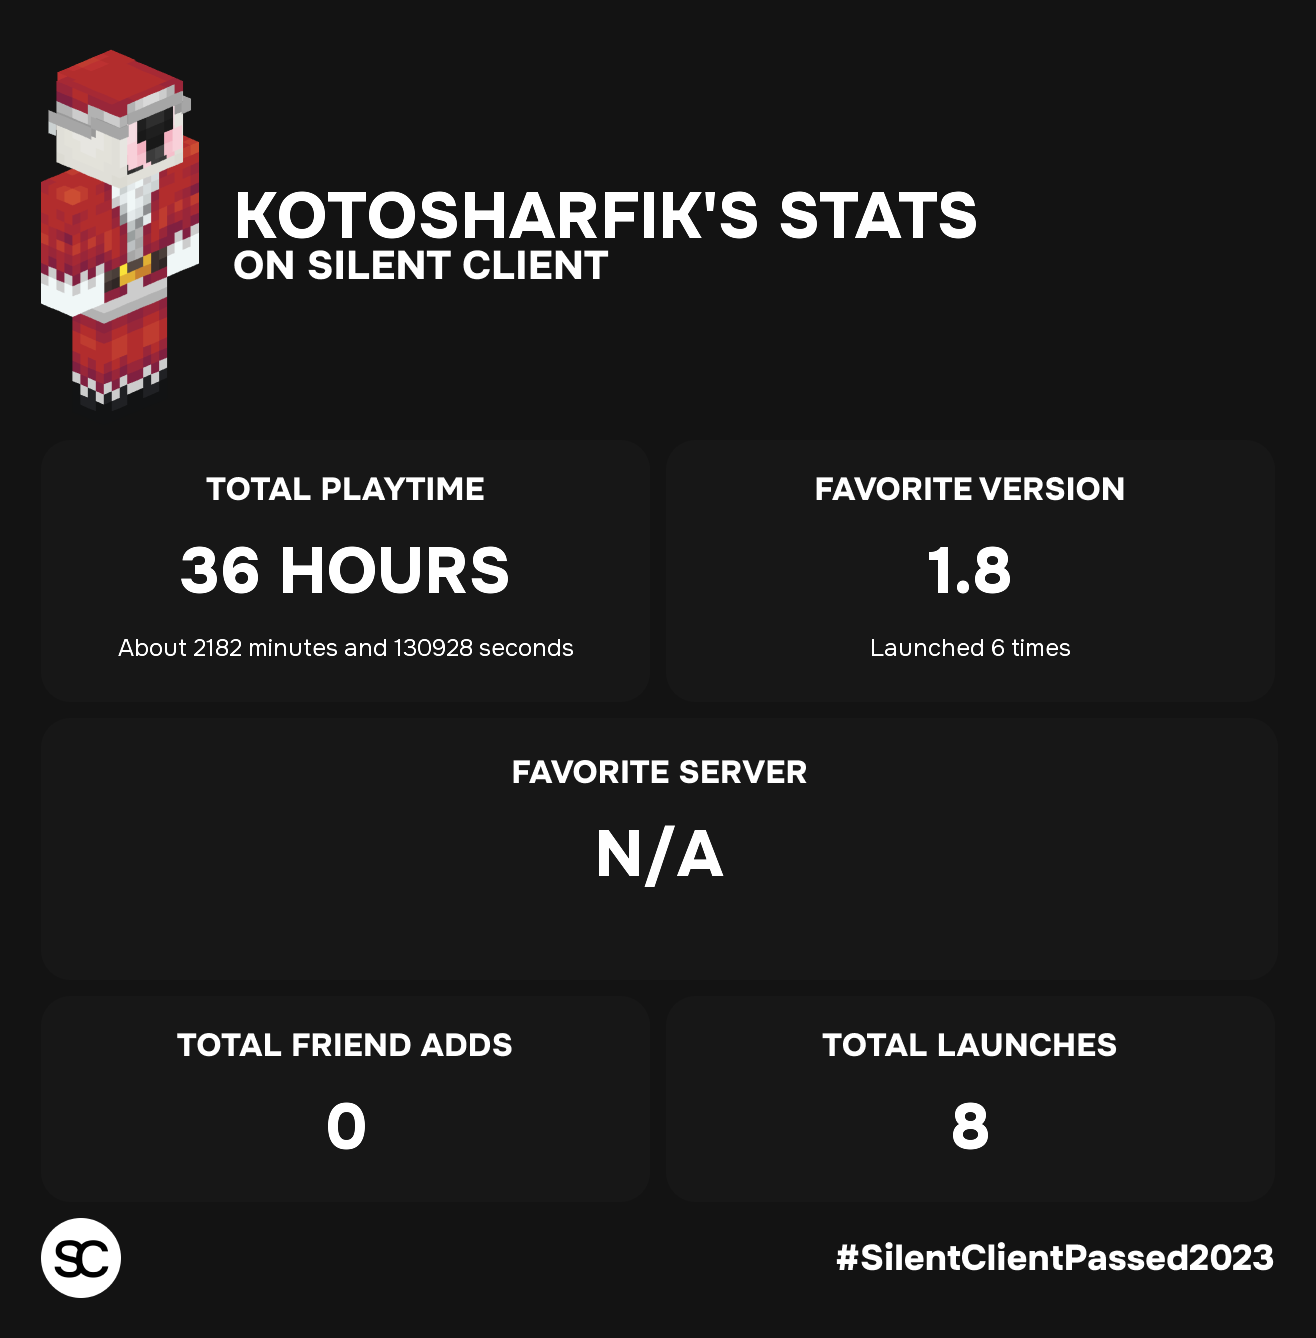 KOTOSHARFIK'S STATS
ON SILENT CLIENT
TOTAL PLAYTIME
36 HOURS
About 2182 minutes and 130928 seconds
FAVORITE VERSION
1.8
Launched 6 times
FAVORITE SERVER
N/A
TOTAL FRIEND ADDS
0
TOTAL LAUNCHES
8
SC
#SilentClientPassed2023